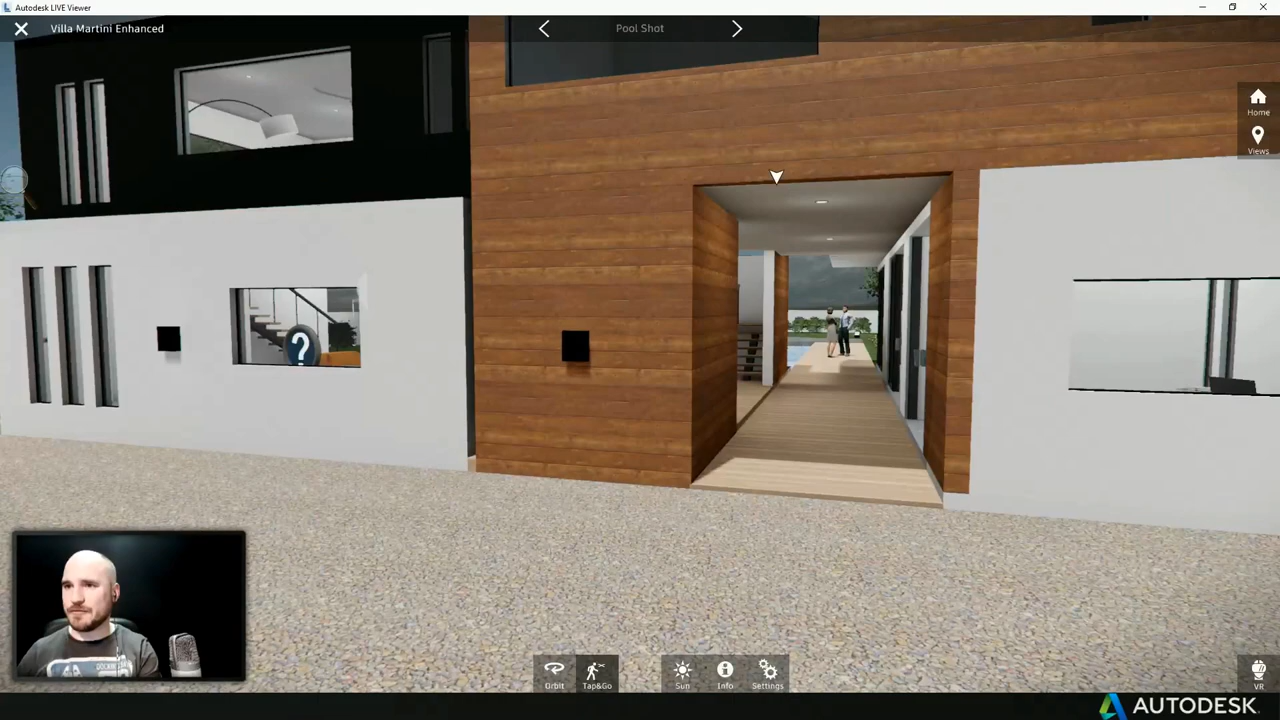 Autodesk LIVE Viewer
Villa Martini Enhanced
Pool Shot
Home
Views
?
Orbit
Tap&Go
Sun
Info
Settings
VR
AUTODESK.